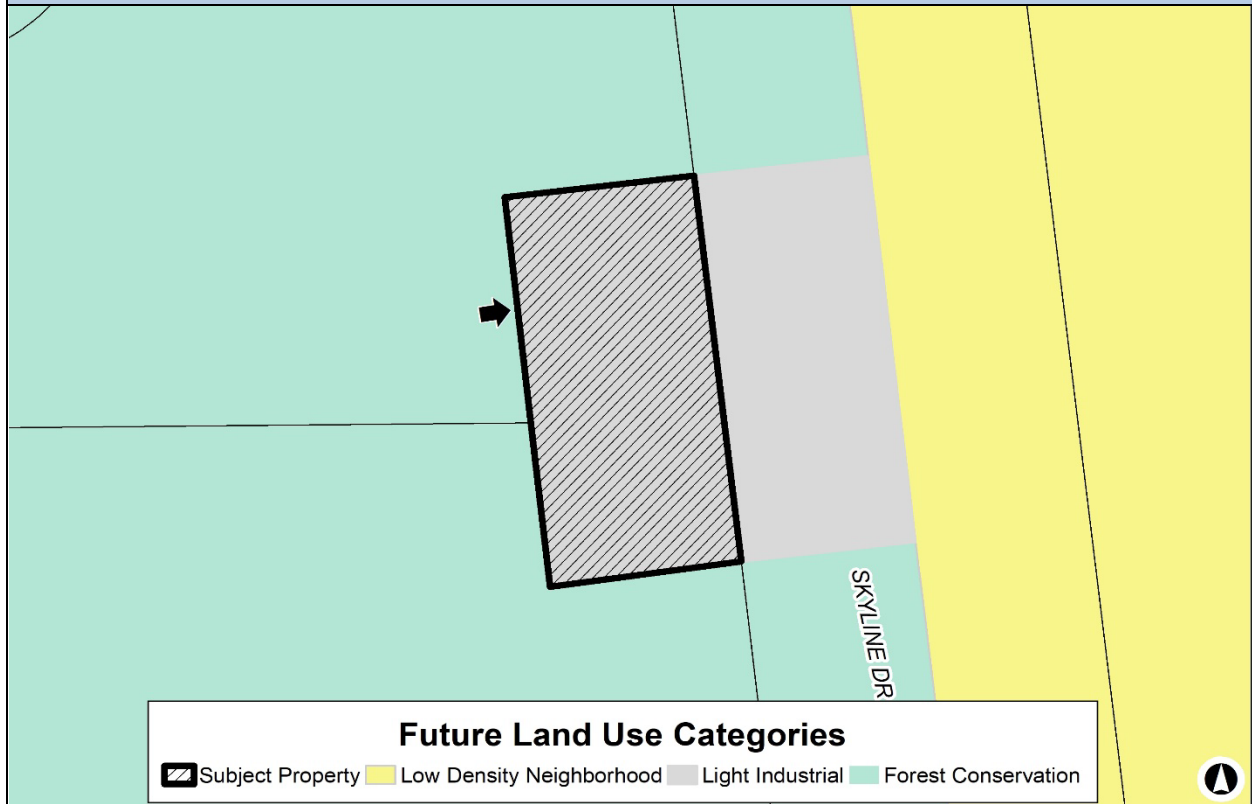 SKYLINE DR
Future Land Use Categories
Subject Property Low Density Neighborhood Light Industrial Forest Conservation